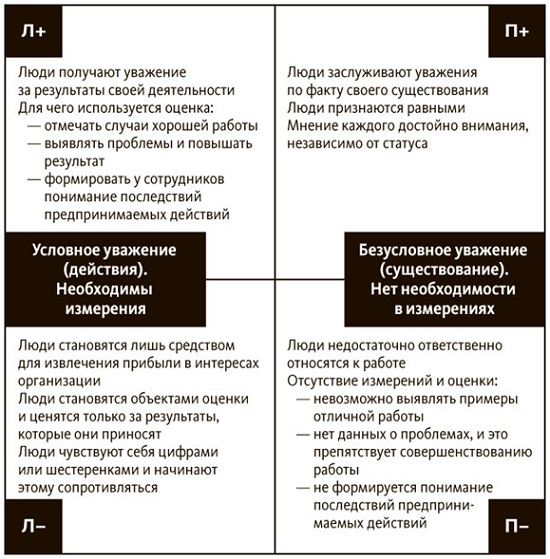 Л+
Люди получают уважение
за результаты своей деятельности
Для чего используется оценка:
— отмечать случаи хорошей работы
— выявлять проблемы и повышать
результат
— формировать у сотрудников
понимание последствий
предпринимаемых действий
П+
Люди заслуживают уважения
по факту своего существования
Люди признаются равными
Мнение каждого достойно внимания,
независимо от статуса
Условное уважение
(действия).
Необходимы
измерения
Безусловное уважение
(существование).
Нет необходимости
в измерениях
Люди становятся лишь средством
для извлечения прибыли в интересах
организации
Люди становятся объектами оценки
и ценятся только за результаты,
которые они приносят
Люди чувствуют себя цифрами
или шестеренками и начинают
этому сопротивляться
Л–
Люди недостаточно ответственно
относятся к работе
Отсутствие измерений и оценки:
— невозможно выявлять примеры
отличной работы
— нет данных о проблемах, и это
препятствует совершенствованию
работы
— не формируется понимание
последствий предприни-
маемых действий
П–